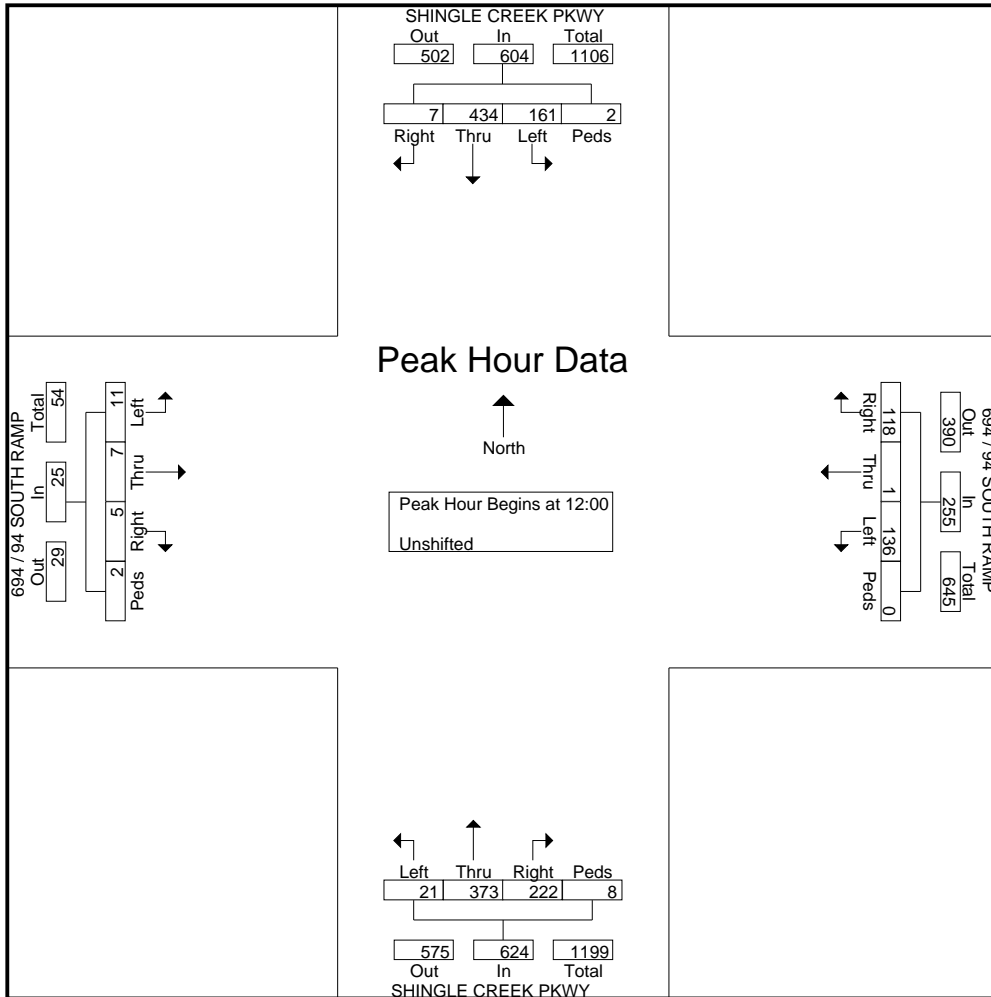 SHINGLE CREEK PKWY
Out In Total
502 604 1106
7 434 161 2
Right Thru Left Peds
Peak Hour Data
North
Peak Hour Begins at 12:00
Unshifted
694 / 94 SOUTH RAMP
Out In Total
29 25 54
11 7 5 2
Left Thru Right Peds
694 / 94 SOUTH RAMP
Out In Total
390 255 645
118 1 136 0
Right Thru Left Peds
Left Thru Right Peds
21 373 222 8
575 624 1199
Out In Total
SHINGLE CREEK PKWY